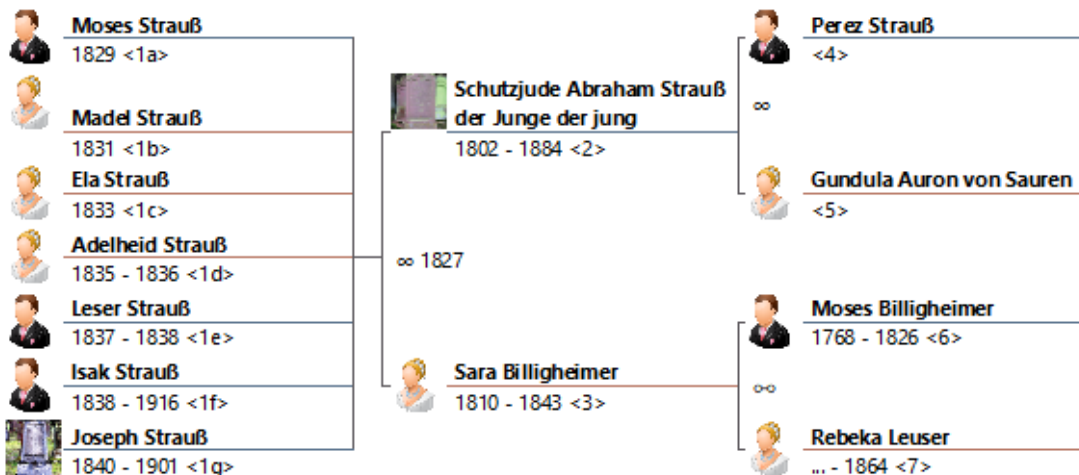 Moses Strauß
1829 <1a>
Madel Strauß
1831 <1b>
Ela Strauß
1833 <1c>
Adelheid Strauß
1835 - 1836 <1d>
Leser Strauß
1837 - 1838 <1e>
Isak Strauß
1838 - 1916 <1f>
Joseph Strauß
1840 - 1901 <1g>
Schutzjude Abraham Strauß
der Junge der jung
1802 - 1884 <2>
∞ 1827
Sara Billigheimer
1810 - 1843 <3>
Perez Strauß
<4>
∞
Gundula Auron von Sauren
<5>
Moses Billigheimer
1768 - 1826 <6>
o-o
Rebeka Leuser
... - 1864 <7>